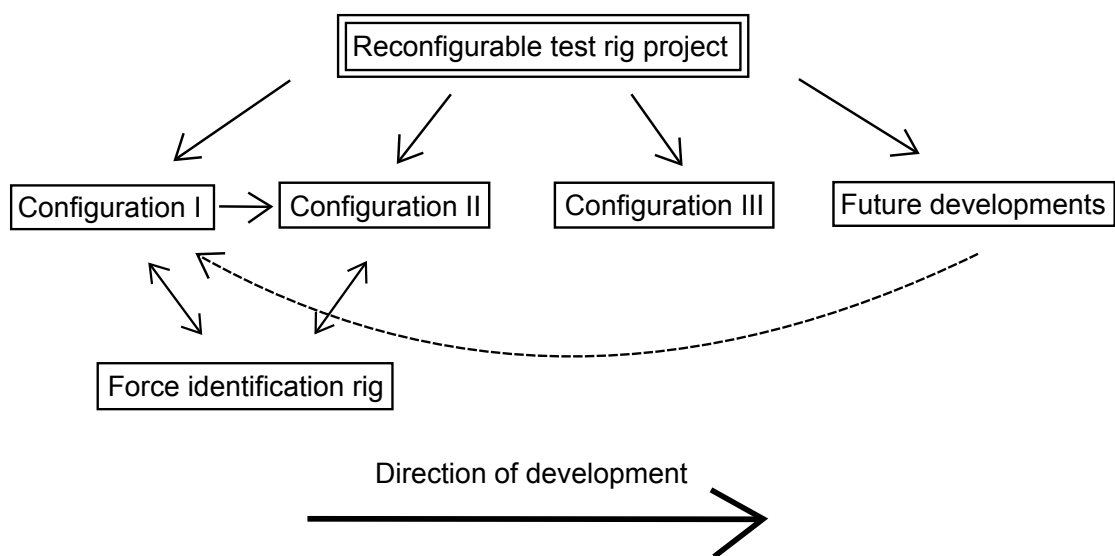 Reconfigurable test rig project
Configuration I
Configuration II
Configuration III
Future developments
Force identification rig
Direction of development